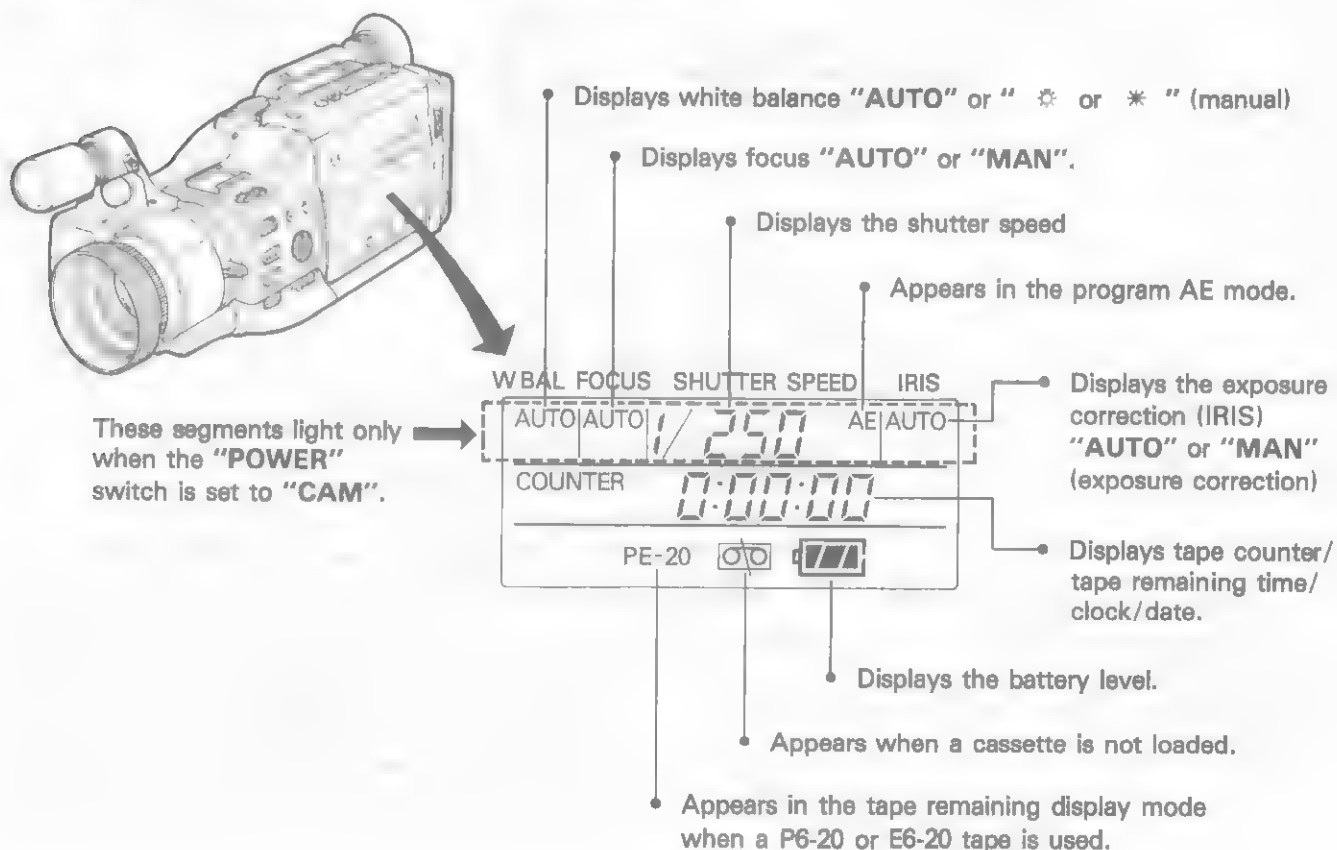 Displays white balance "AUTO" or " ☼ or ✳ " (manual)
Displays focus "AUTO" or "MAN".
Displays the shutter speed
Appears in the program AE mode.
W BAL FOCUS SHUTTER SPEED IRIS
AUTO AUTO 1/ 250 AE AUTO
COUNTER 0:00:00
PE-20
These segments light only
when the "POWER"
switch is set to "CAM".
Displays the exposure
correction (IRIS)
"AUTO" or "MAN"
(exposure correction)
Displays tape counter/
tape remaining time/
clock/date.
Displays the battery level.
Appears when a cassette is not loaded.
Appears in the tape remaining display mode
when a P6-20 or E6-20 tape is used.